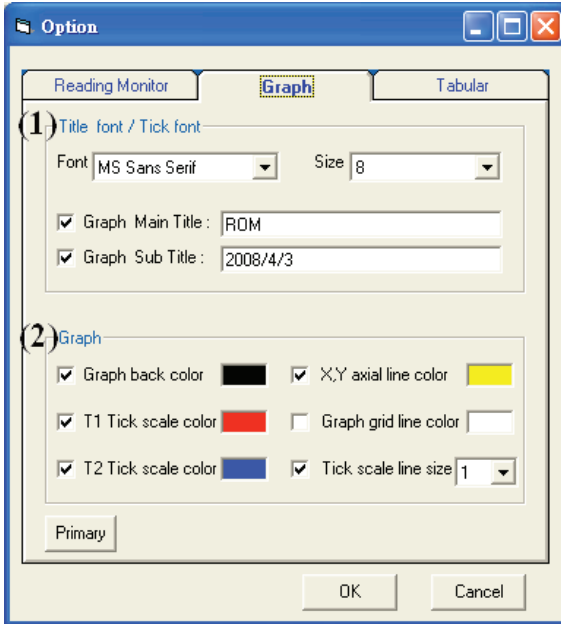 Option
Reading Monitor Graph Tabular
(1) Title font / Tick font
Font MS Sans Serif Size 8
Graph Main Title : ROM
Graph Sub Title : 2008/4/3
(2) Graph
Graph back color X,Y axial line color
T1 Tick scale color Graph grid line color
T2 Tick scale color Tick scale line size 1
Primary
OK Cancel